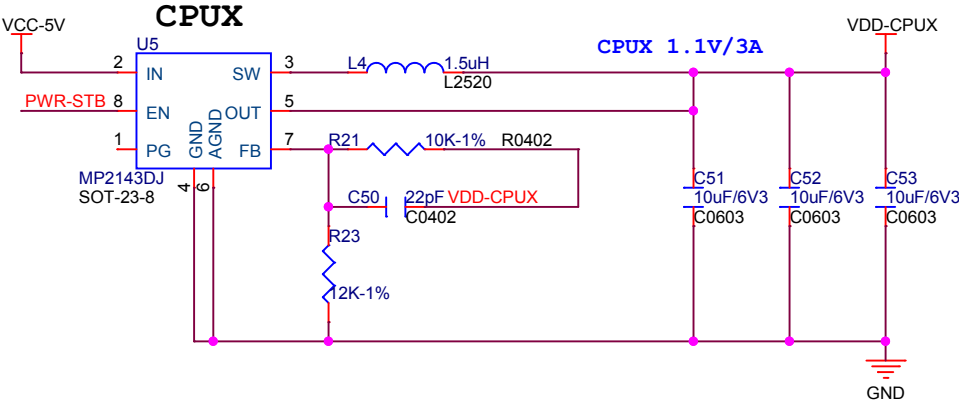 CPUX
VCC-5V
VDD-CPUX
U5
CPUX 1.1V/3A
2 IN SW 3 L4 1.5uH
L2520
PWR-STB 8 EN OUT 5
1 PG GND AGND FB 7 R21 10K-1% R0402
MP2143DJ
SOT-23-8
4 6
C50 22pF VDD-CPUX
C0402
C51 C52 C53
10uF/6V3 10uF/6V3 10uF/6V3
C0603 C0603 C0603
R23
12K-1%
GND